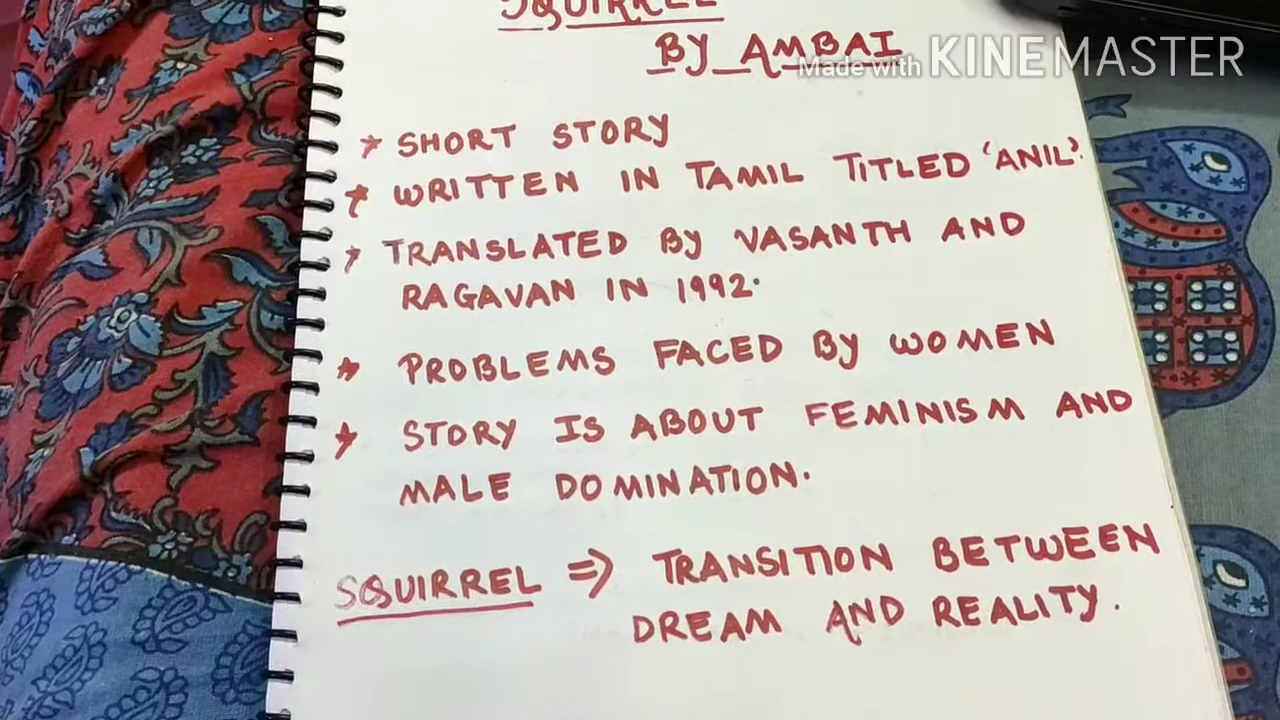 SQUIRREL
BY AMBAI
Made with KINEMASTER
* SHORT STORY
* WRITTEN IN TAMIL TITLED 'ANIL'.
* TRANSLATED BY VASANTH AND
RAGAVAN IN 1992.
* PROBLEMS FACED BY WOMEN
* STORY IS ABOUT FEMINISM AND
MALE DOMINATION.
SQUIRREL ⇒ TRANSITION BETWEEN
DREAM AND REALITY.